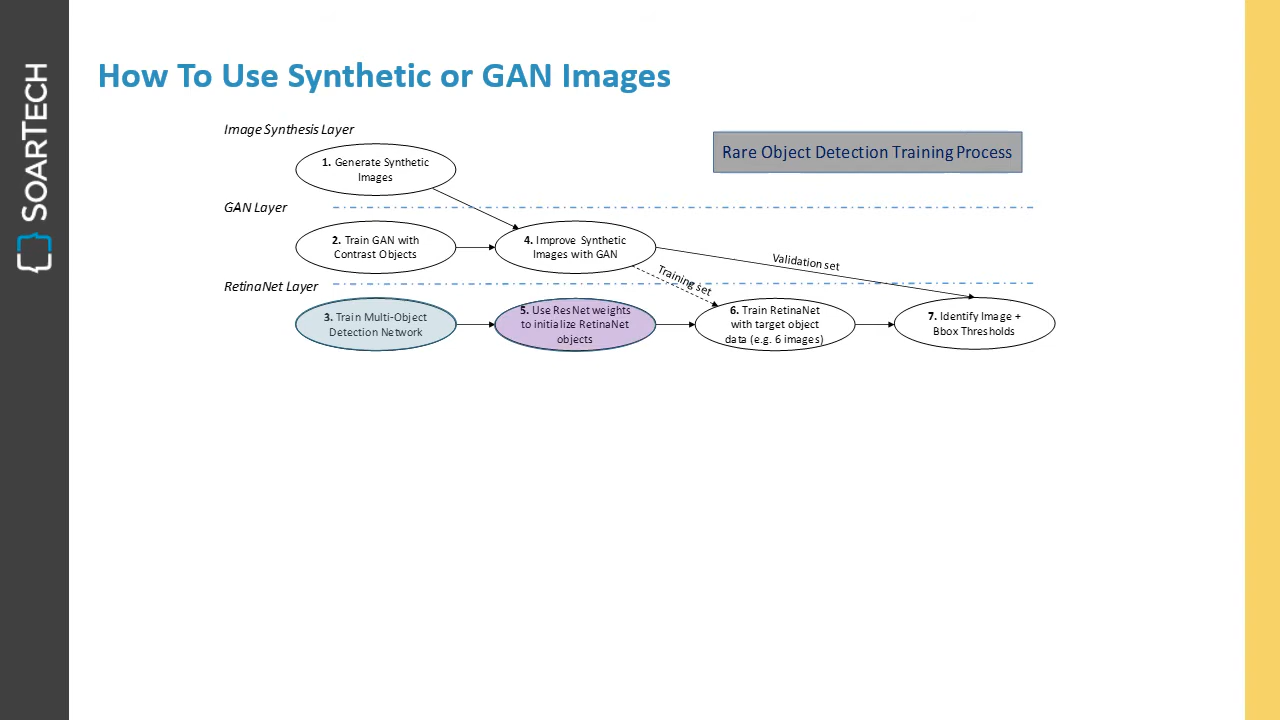 SOARTECH
How To Use Synthetic or GAN Images
Image Synthesis Layer
Rare Object Detection Training Process
1. Generate Synthetic
Images
GAN Layer
2. Train GAN with
Contrast Objects
4. Improve Synthetic
Images with GAN
Validation set
Training set
RetinaNet Layer
3. Train Multi-Object
Detection Network
5. Use ResNet weights
to initialize RetinaNet
objects
6. Train RetinaNet
with target object
data (e.g. 6 images)
7. Identify Image +
Bbox Thresholds